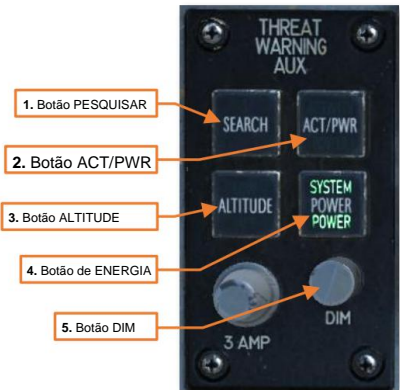 THREAT
WARNING
AUX
1. Botão PESQUISAR
SEARCH
ACT/PWR
2. Botão ACT/PWR
ALTITUDE
SYSTEM
POWER
POWER
3. Botão ALTITUDE
4. Botão de ENERGIA
5. Botão DIM
3 AMP
DIM